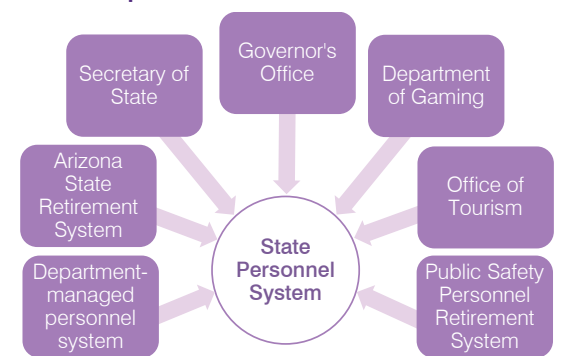 Governor's
Office
Secretary of
State
Department
of Gaming
Arizona
State
Retirement
System
Office of
Tourism
State
Personnel
System
Department-
managed
personnel
system
Public Safety
Personnel
Retirement
System